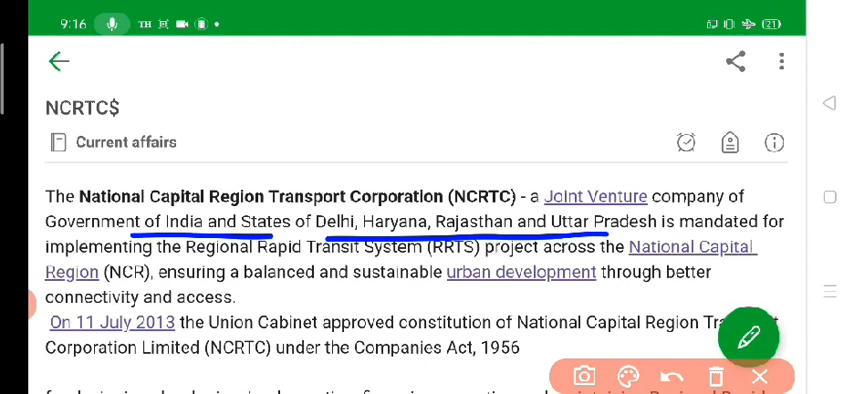 9:16 TH 21
NCRTC$
Current affairs
The National Capital Region Transport Corporation (NCRTC) - a Joint Venture company of
Government of India and States of Delhi, Haryana, Rajasthan and Uttar Pradesh is mandated for
implementing the Regional Rapid Transit System (RRTS) project across the National Capital
Region (NCR), ensuring a balanced and sustainable urban development through better
connectivity and access.
On 11 July 2013 the Union Cabinet approved constitution of National Capital Region
Corporation Limited (NCRTC) under the Companies Act, 1956